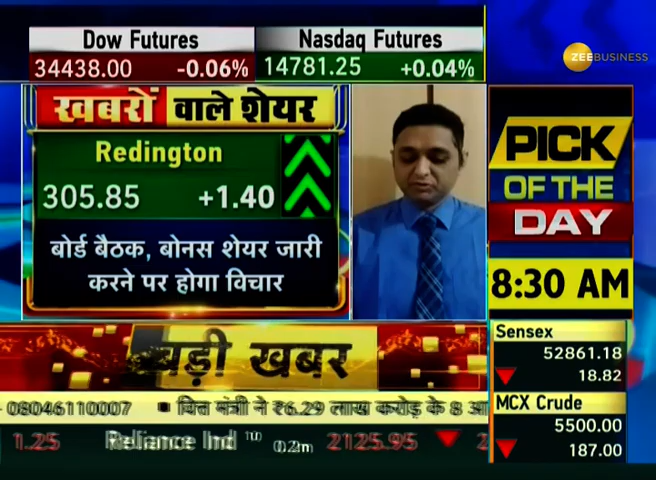 Dow Futures
34438.00 -0.06%
Nasdaq Futures
14781.25 +0.04%
ZEE BUSINESS
खबरों वाले शेयर
Redington
305.85 +1.40
बोर्ड बैठक, बोनस शेयर जारी
करने पर होगा विचार
PICK
OF THE
DAY
8:30 AM
बड़ी खबर
Sensex
52861.18
18.82
MCX Crude
5500.00
187.00
08046110007 ▪ वित्त मंत्री ने ₹6.29 लाख करोड़ के 8
1.25 Reliance Ind 0.2m 2125.95